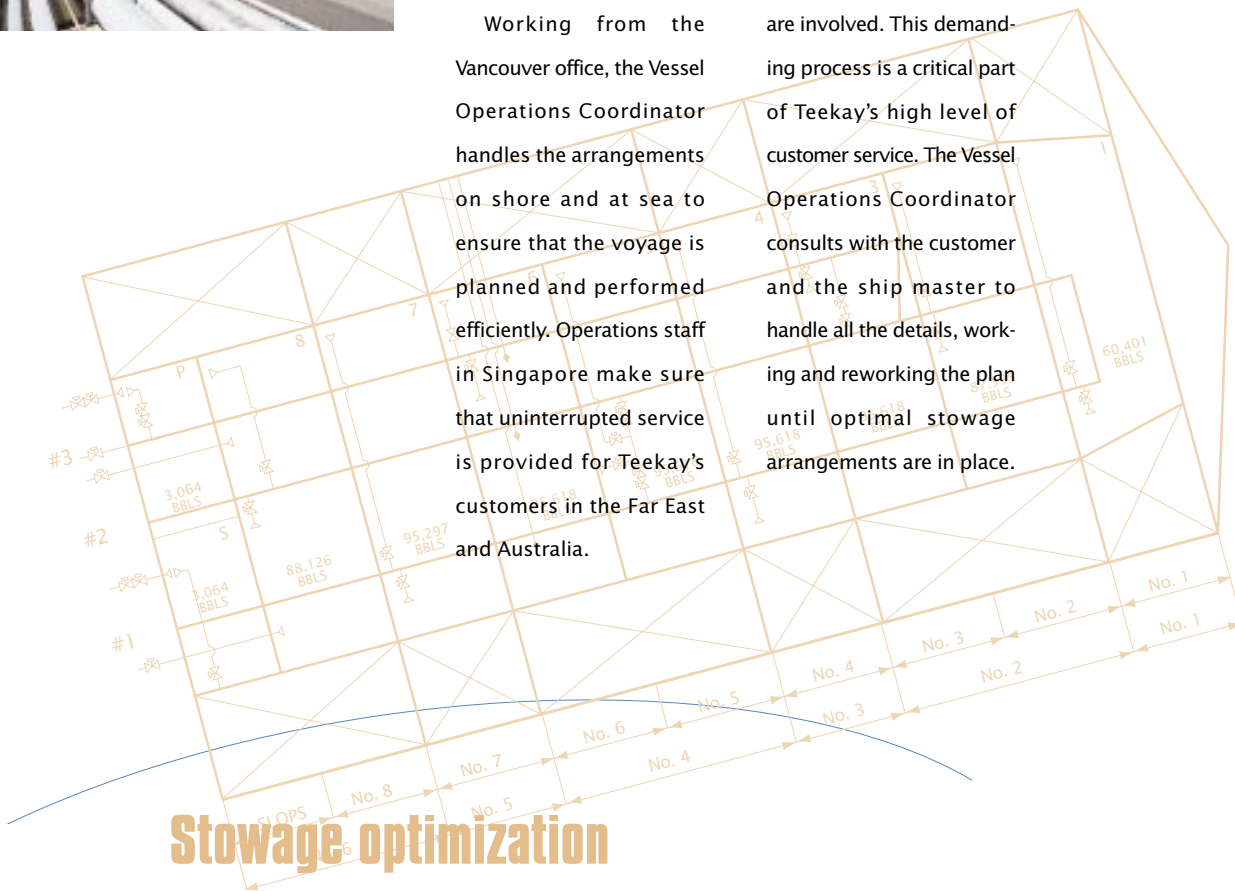 Working from the
Vancouver office, the Vessel
Operations Coordinator
handles the arrangements
on shore and at sea to
ensure that the voyage is
planned and performed
efficiently. Operations staff
in Singapore make sure
that uninterrupted service
is provided for Teekay's
customers in the Far East
and Australia.
are involved. This demand-
ing process is a critical part
of Teekay's high level of
customer service. The Vessel
Operations Coordinator
consults with the customer
and the ship master to
handle all the details, work-
ing and reworking the plan
until optimal stowage
arrangements are in place.
1
3
4
6
7
8
P
S
#3
#2
#1
3,064
BBLS
3,064
BBLS
88,126
BBLS
95,297
BBLS
BBLS
BBLS
95,618
BBLS
BBLS
BBLS
60,401
BBLS
SLOPS
No. 8
No. 7
No. 6
No. 5
No. 4
No. 3
No. 2
No. 1
No. 5
No. 4
No. 3
No. 2
No. 1
Stowage optimization